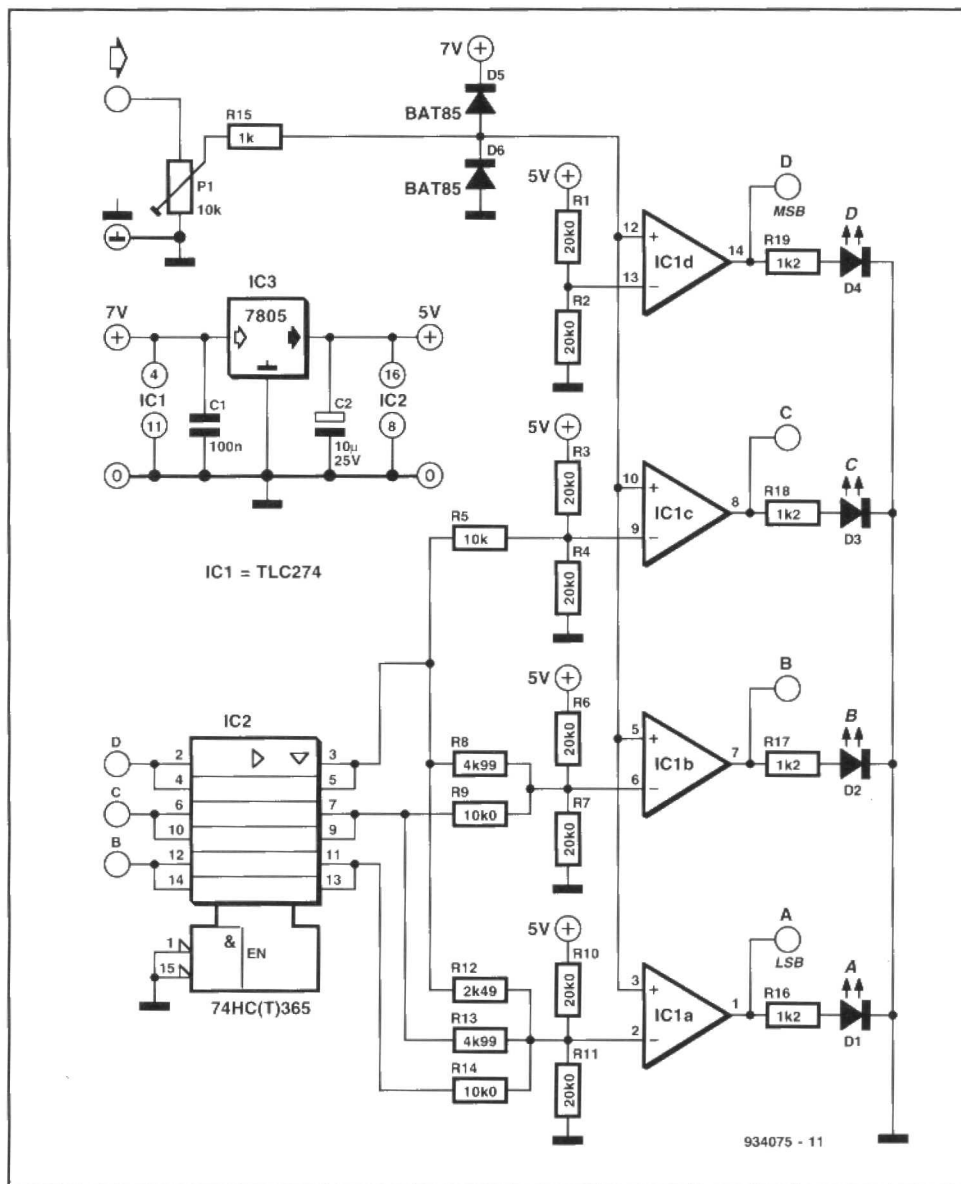 7V +
D5
BAT85
R15
1k
D6
BAT85
P1
10k
5V +
R1
20k0
12 +
IC1d
13 −
14
D
MSB
R19
1k2
D
D4
R2
20k0
IC3
7V +
7805
5V +
4
IC1
11
C1
100n
C2
10µ
25V
16
IC2
8
0
0
IC1 = TLC274
5V +
R3
20k0
10 +
IC1c
9 −
8
C
R18
1k2
C
D3
R5
10k
R4
20k0
5V +
R6
20k0
5 +
IC1b
6 −
7
B
R17
1k2
B
D2
R8
4k99
R9
10k0
R7
20k0
IC2
D
2
3
4
5
C
6
7
10
9
B
12
11
14
13
1
&
EN
15
74HC(T)365
5V +
R10
20k0
3 +
IC1a
2 −
1
A
LSB
R16
1k2
A
D1
R12
2k49
R13
4k99
R14
10k0
R11
20k0
934075 - 11